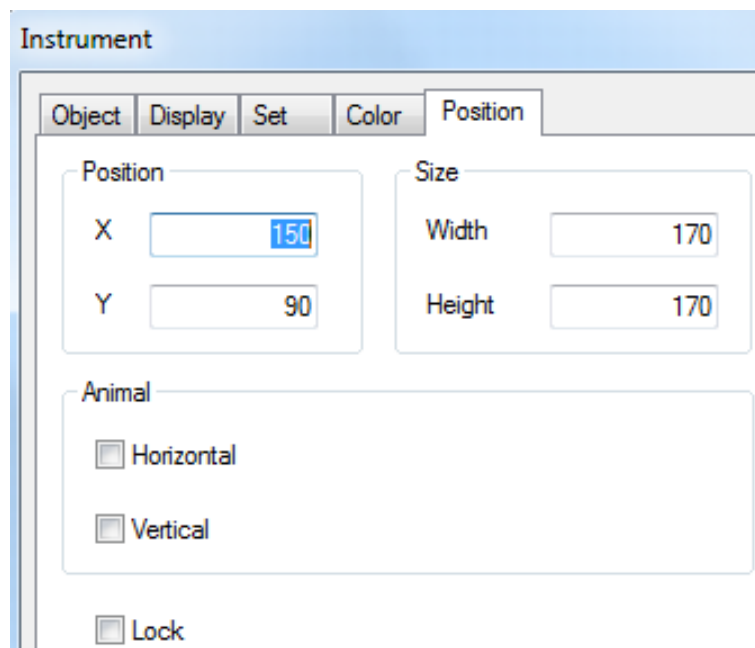 Instrument
Object Display Set Color Position
Position
X 150
Y 90
Size
Width 170
Height 170
Animal
Horizontal
Vertical
Lock